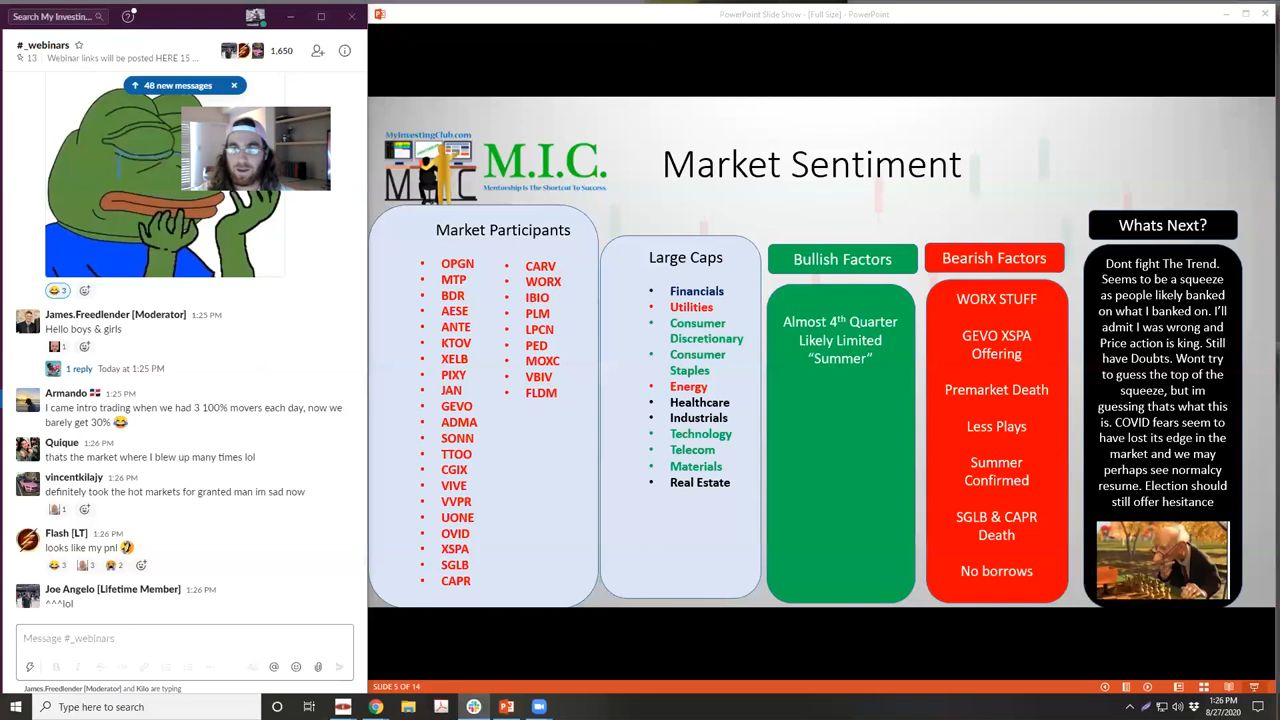 Search My Investin...
#_webinars
1,650
13 Webinar links will be posted HERE 15 ...
48 new messages
3
James.Freedlender [Moderator] 1:25 PM
Hello boys & girls
1
1 reply Today at 1:25 PM
Armando 1:25 PM
I came intro trading when we had 3 100% movers each day, now we
barely get 30%
Quique 1:26 PM
thats the market where I blew up many times lol
vincentkilajy 1:26 PM
definitely took the hot markets for granted man im sad now
1
Flash [LT] 1:26 PM
looks like my pnl
3 3 2
Joe Angelo [Lifetime Member] 1:26 PM
^^^lol
Message #_webinars
James.Freedlender [Moderator] and Kilo are typing
PowerPoint Slide Show - [Full Size] - PowerPoint
MyInvestingClub.com
MIC
M.I.C.
Mentorship Is The Shortcut To Success.
Market Sentiment
Market Participants
OPGN
MTP
BDR
AESE
ANTE
KTOV
XELB
PIXY
JAN
GEVO
ADMA
SONN
TTOO
CGIX
VIVE
VVPR
UONE
OVID
XSPA
SGLB
CAPR
CARV
WORX
IBIO
PLM
LPCN
PED
MOXC
VBIV
FLDM
Large Caps
Financials
Utilities
Consumer
Discretionary
Consumer
Staples
Energy
Healthcare
Industrials
Technology
Telecom
Materials
Real Estate
Bullish Factors
Almost 4th Quarter
Likely Limited
“Summer”
Bearish Factors
WORX STUFF
GEVO XSPA
Offering
Premarket Death
Less Plays
Summer
Confirmed
SGLB & CAPR
Death
No borrows
Whats Next?
Dont fight The Trend.
Seems to be a squeeze
as people likely banked
on what I banked on. I’ll
admit I was wrong and
Price action is king. Still
have Doubts. Wont try
to guess the top of the
squeeze, but im
guessing thats what this
is. COVID fears seem to
have lost its edge in the
market and we may
perhaps see normalcy
resume. Election should
still offer hesitance
SLIDE 5 OF 14
Type here to search
1:26 PM
8/27/2020